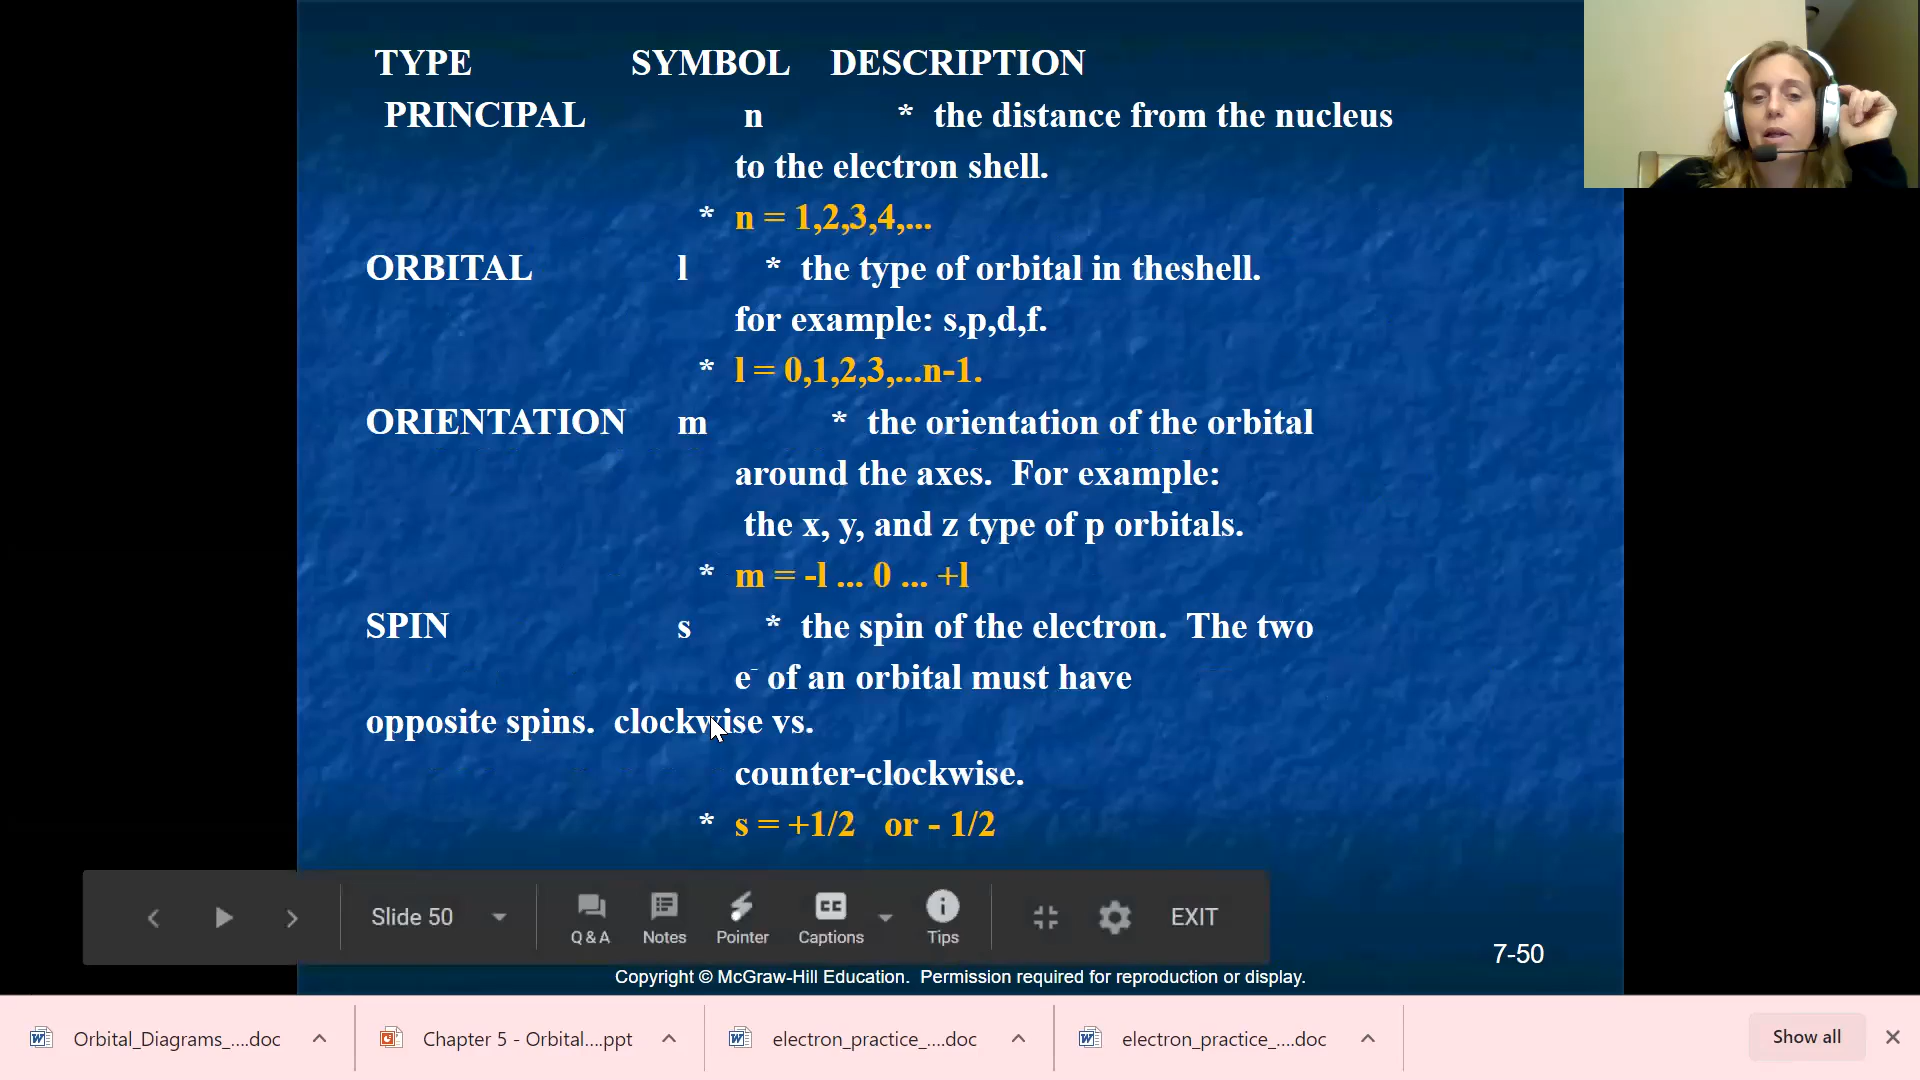 TYPE SYMBOL DESCRIPTION
PRINCIPAL n * the distance from the nucleus
to the electron shell.
* n = 1,2,3,4,...
ORBITAL l * the type of orbital in theshell.
for example: s,p,d,f.
* l = 0,1,2,3,...n-1.
ORIENTATION m * the orientation of the orbital
around the axes. For example:
the x, y, and z type of p orbitals.
* m = -l ... 0 ... +l
SPIN s * the spin of the electron. The two
e⁻ of an orbital must have
opposite spins. clockwise vs.
counter-clockwise.
* s = +1/2 or - 1/2
Slide 50 Q & A Notes Pointer CC Captions Tips EXIT
7-50
Copyright © McGraw-Hill Education. Permission required for reproduction or display.
Orbital_Diagrams_....doc Chapter 5 - Orbital....ppt electron_practice_....doc electron_practice_....doc Show all